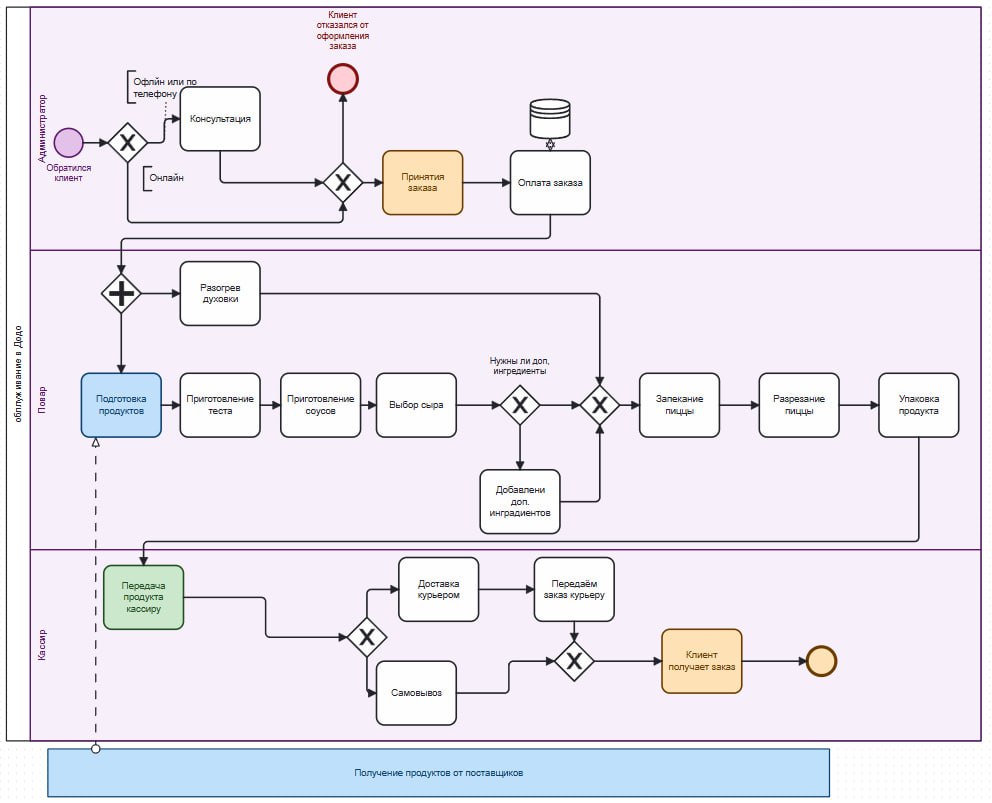 Клиент
отказался от
оформления
заказа
Офлйн или по
телефону
Консультация
Администратор
Обратился
клиент
Онлайн
Принятия
заказа
Оплата заказа
обплуживание в Додо
Разогрев
духовки
Повар
Нужны ли доп,
ингредиенты
Подготовка
продуктов
Приготовление
теста
Приготовление
соусов
Выбор сыра
Запекание
пиццы
Разрезание
пиццы
Упаковка
продукта
Добавлени
доп.
инградиентов
Кассир
Передача
продукта
кассиру
Доставка
курьером
Передаём
заказ курьеру
Самовывоз
Клиент
получает заказ
Получение продуктов от поставщиков